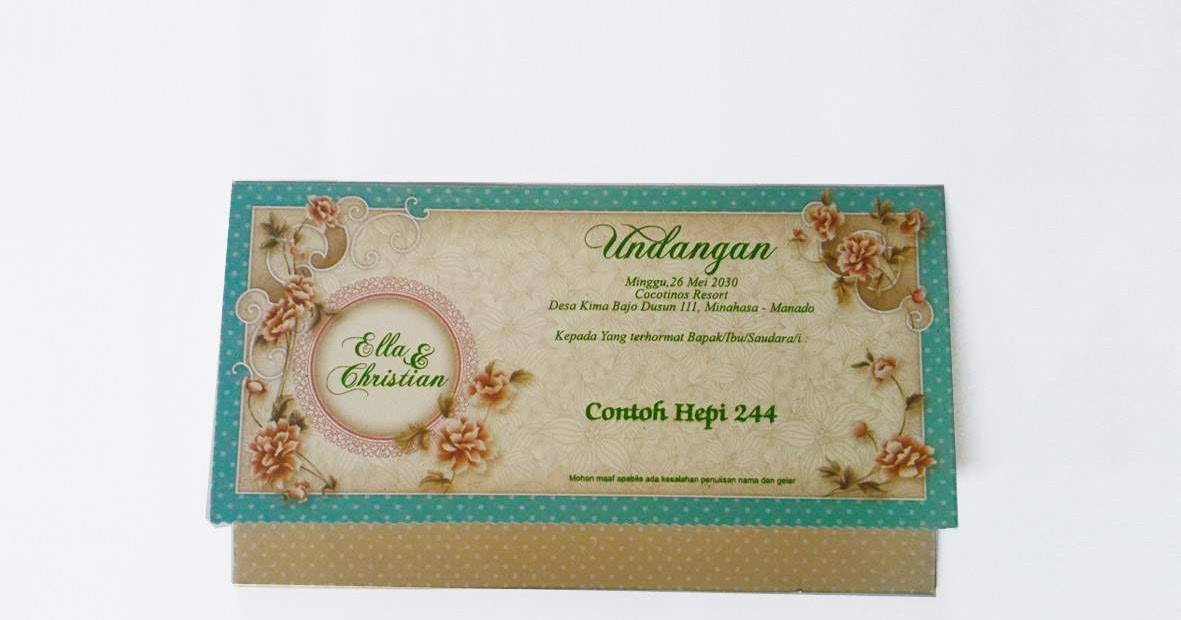 Ella &
Christian
Undangan
Minggu,26 Mei 2030
Cocotinos Resort
Desa Kima Bajo Dusun 111, Minahasa - Manado
Kepada Yang terhormat Bapak/Ibu/Saudara/i :
Contoh Hepi 244
Mohon maaf apabila ada kesalahan penulisan nama dan gelar